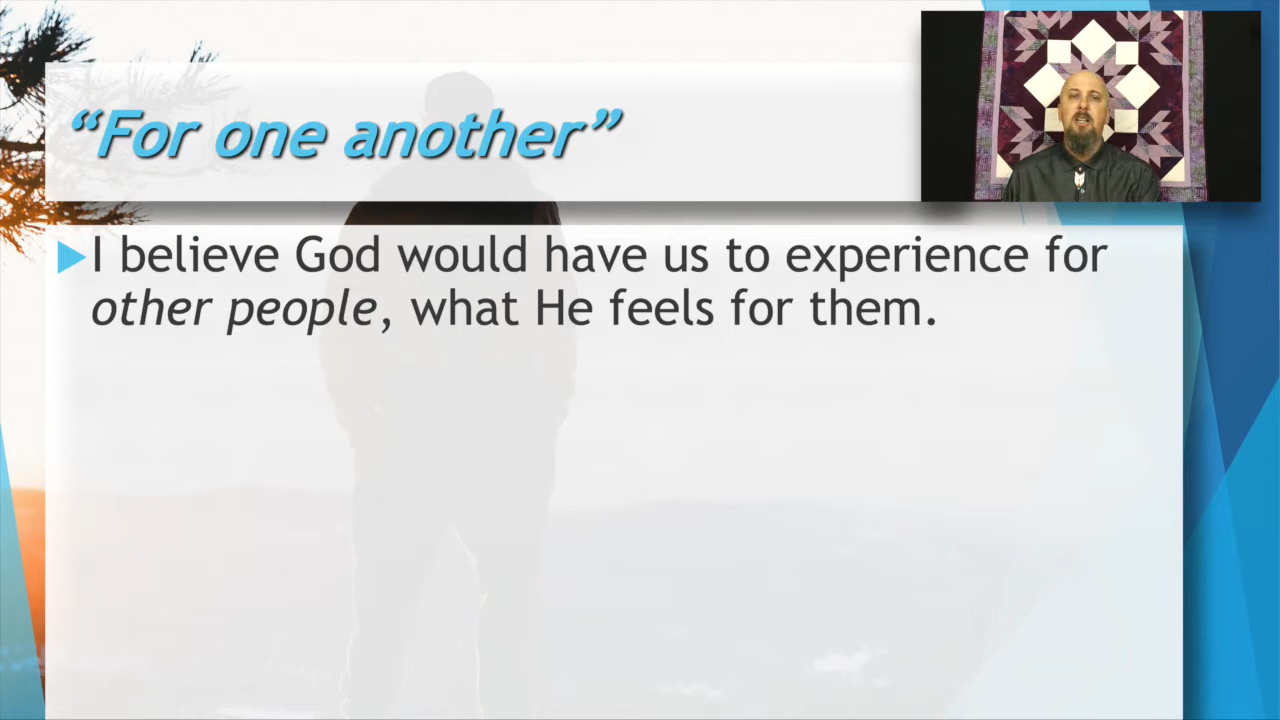 “For one another”
I believe God would have us to experience for
other people, what He feels for them.